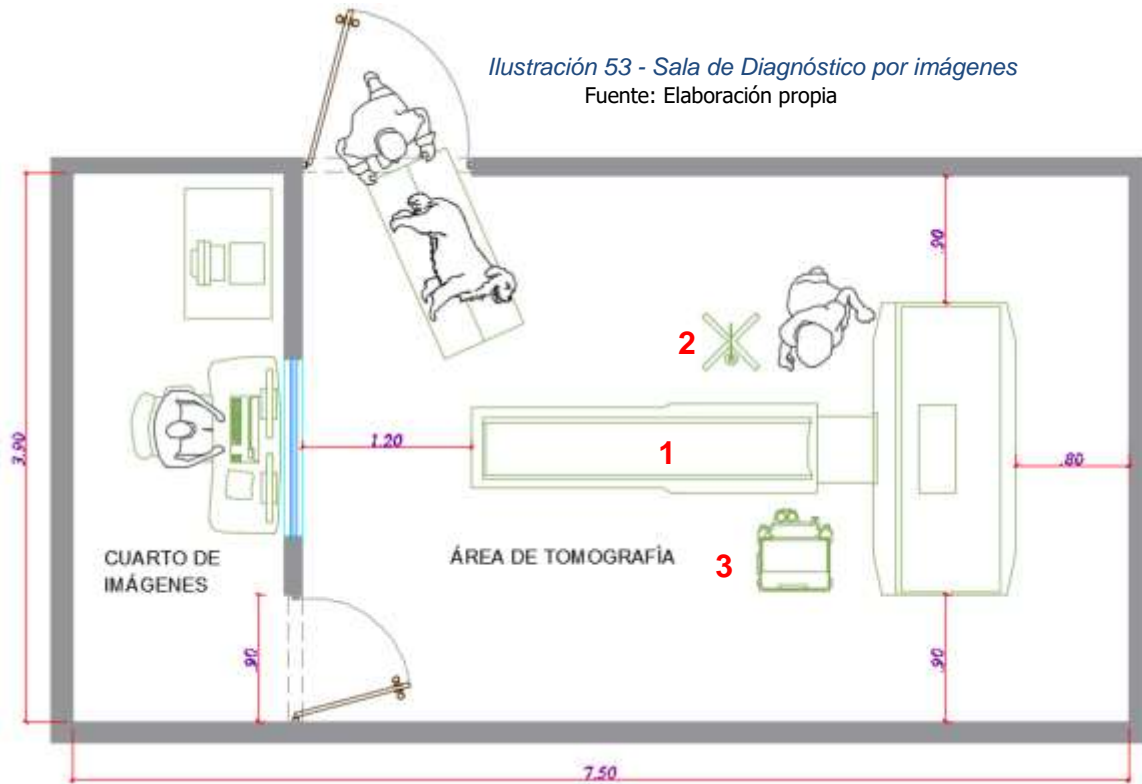 Ilustración 53 - Sala de Diagnóstico por imágenes
Fuente: Elaboración propia
.90
2
3.90
1.20
1
.80
CUARTO DE
IMÁGENES
ÁREA DE TOMOGRAFÍA
3
.90
.90
7.50